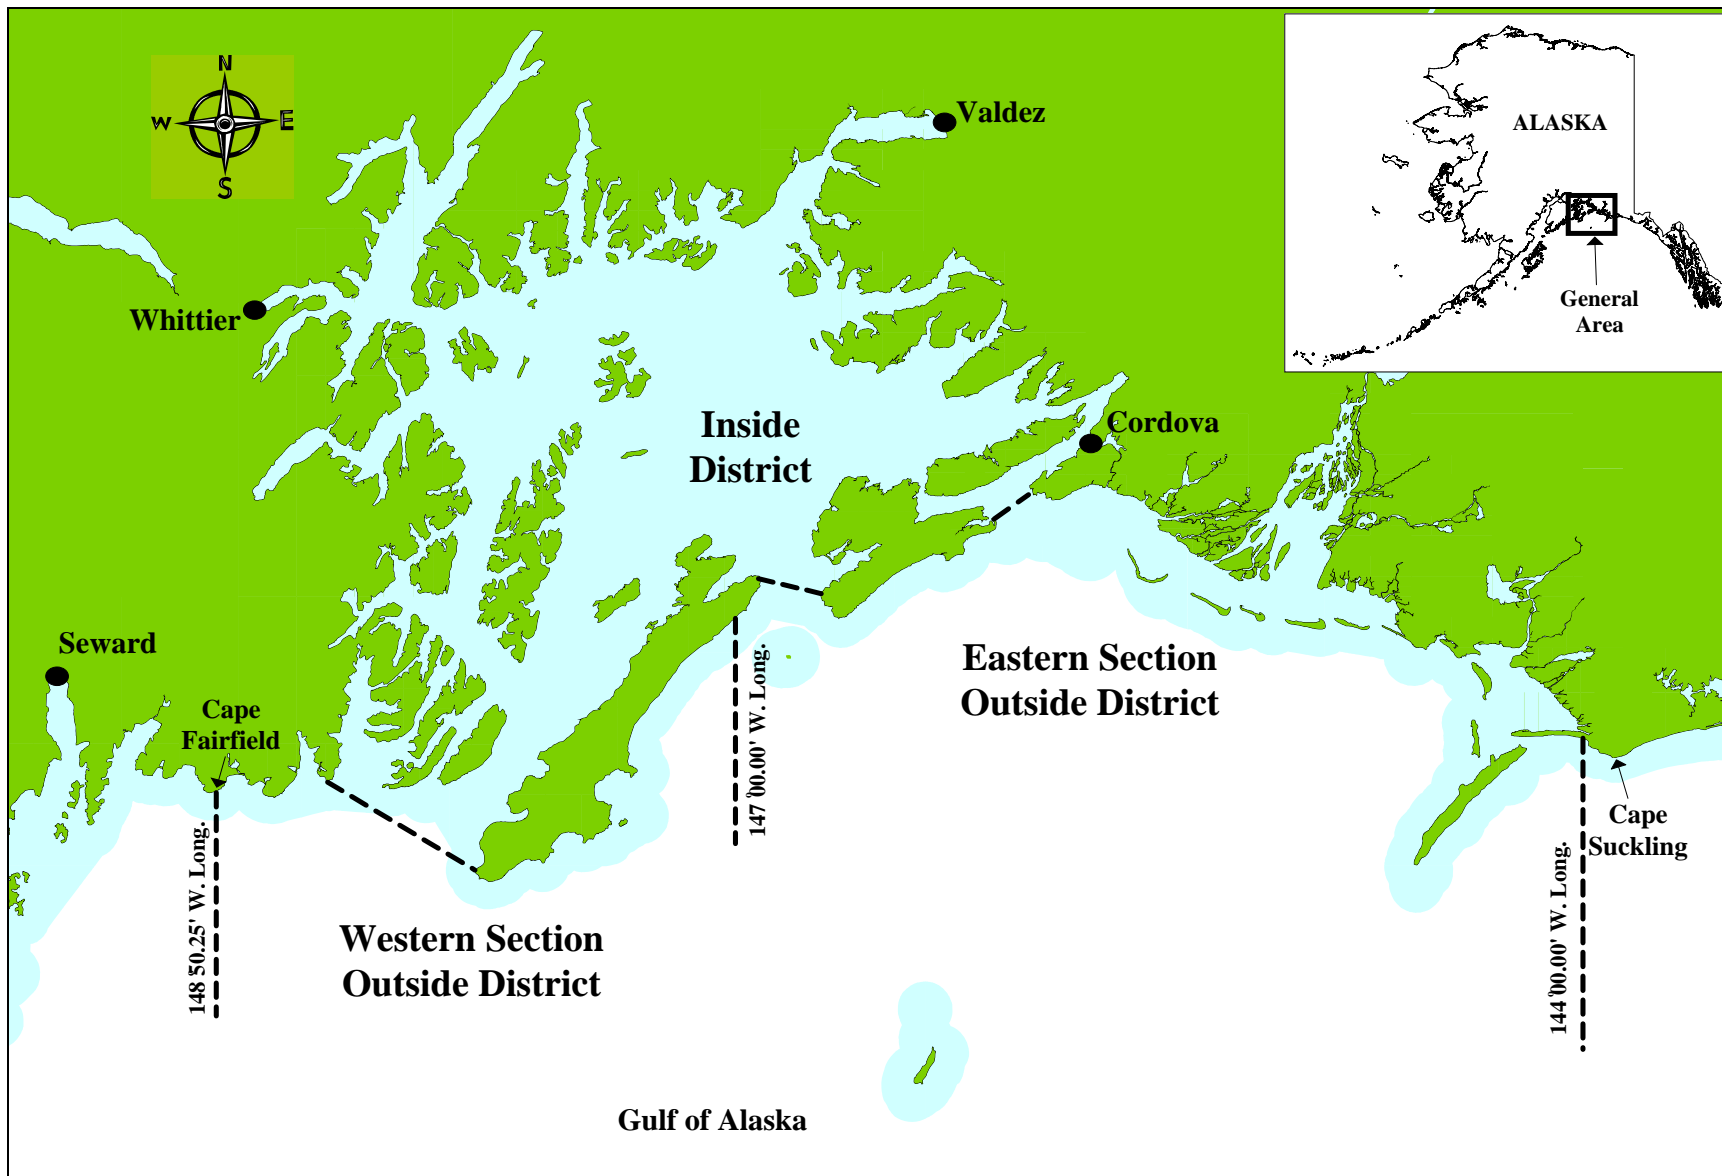 N
W
E
S
Valdez
ALASKA
General
Area
Whittier
Inside
District
Cordova
Seward
Cape
Fairfield
147°00.00' W. Long.
Eastern Section
Outside District
148°50.25' W. Long.
144°00.00' W. Long.
Cape
Suckling
Western Section
Outside District
Gulf of Alaska